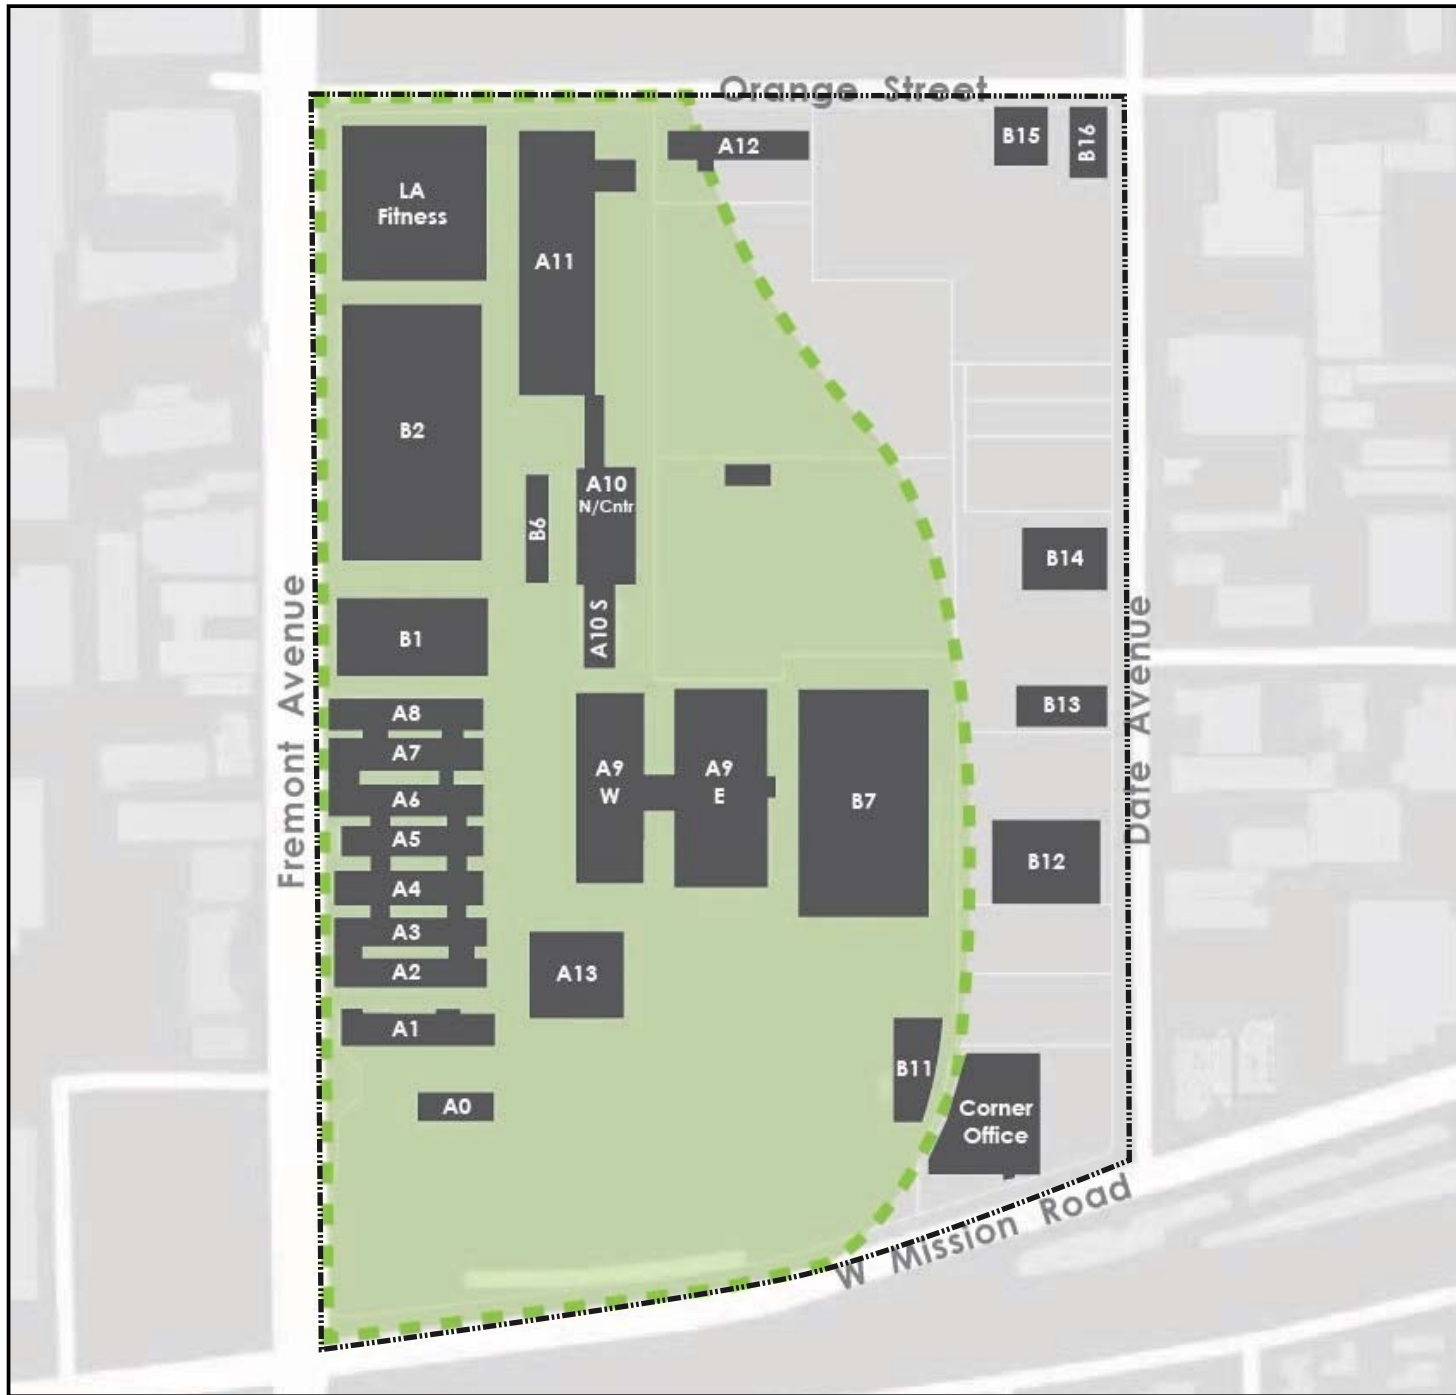 Orange Street
B15
B16
A12
LA
Fitness
A11
B2
A10
N/Cntr
B6
B14
A10 S
B1
Fremont Avenue
Date Avenue
B13
A8
A7
A9
W
A9
E
A6
B7
A5
B12
A4
A3
A2
A13
A1
B11
A0
Corner
Office
W Mission Road